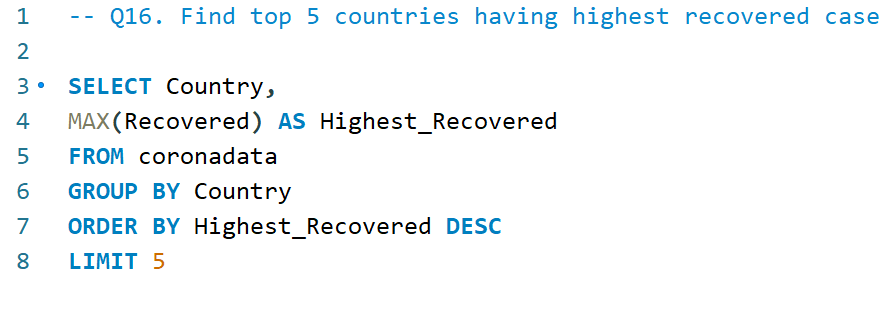 1 -- Q16. Find top 5 countries having highest recovered case
2
3 SELECT Country,
4 MAX(Recovered) AS Highest_Recovered
5 FROM coronadata
6 GROUP BY Country
7 ORDER BY Highest_Recovered DESC
8 LIMIT 5